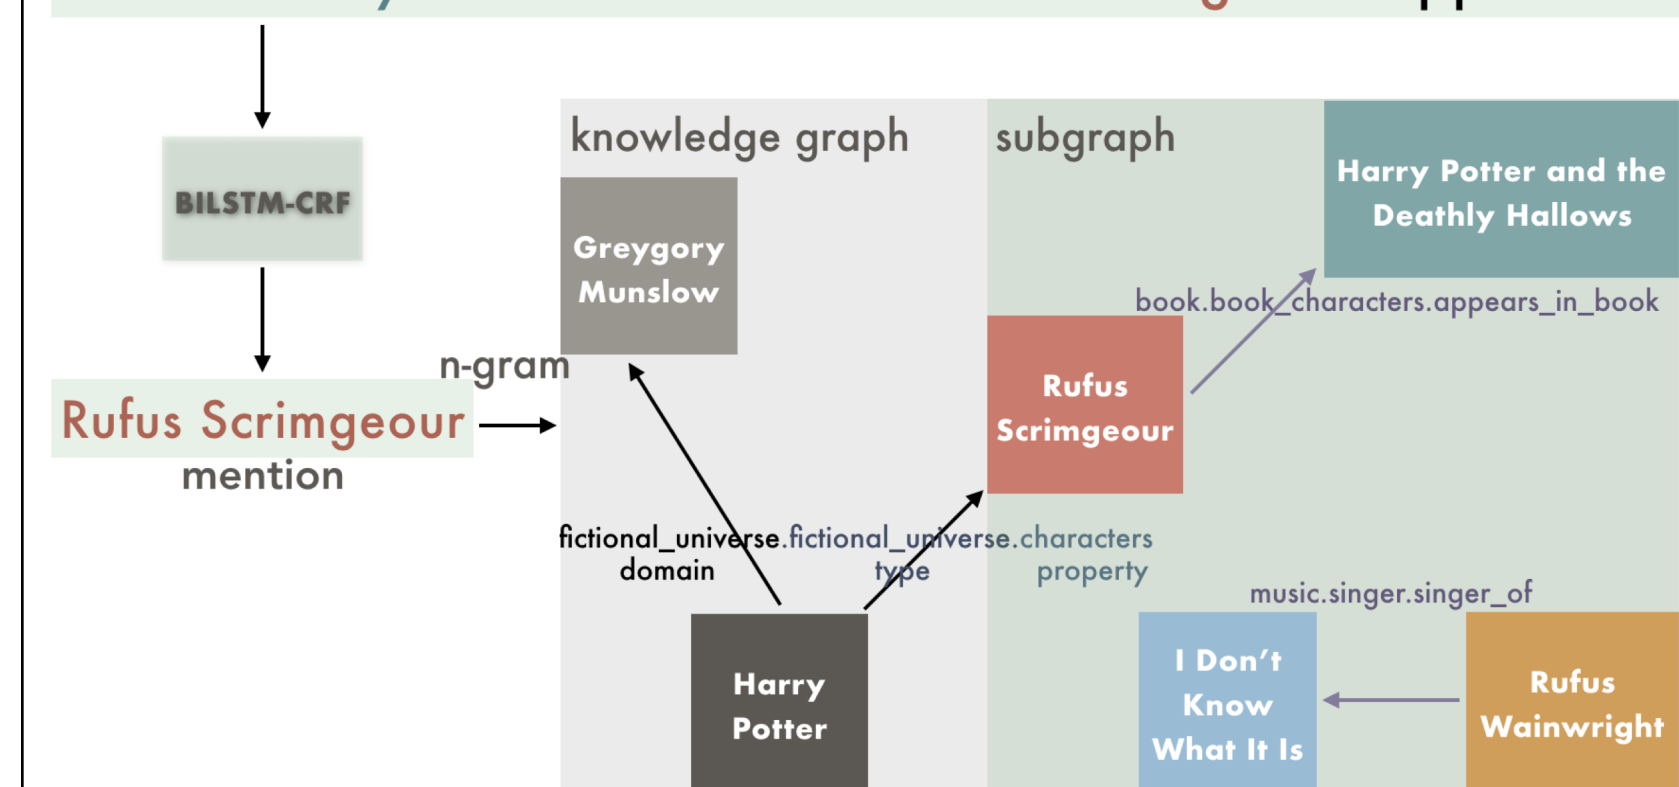 knowledge graph
subgraph
Harry Potter and the
Deathly Hallows
BILSTM-CRF
Greygory
Munslow
book.book_characters.appears_in_book
n-gram
Rufus Scrimgeour
mention
Rufus
Scrimgeour
fictional_universe.fictional_universe.characters
domain type property
music.singer.singer_of
Harry
Potter
I Don't
Know
What It Is
Rufus
Wainwright